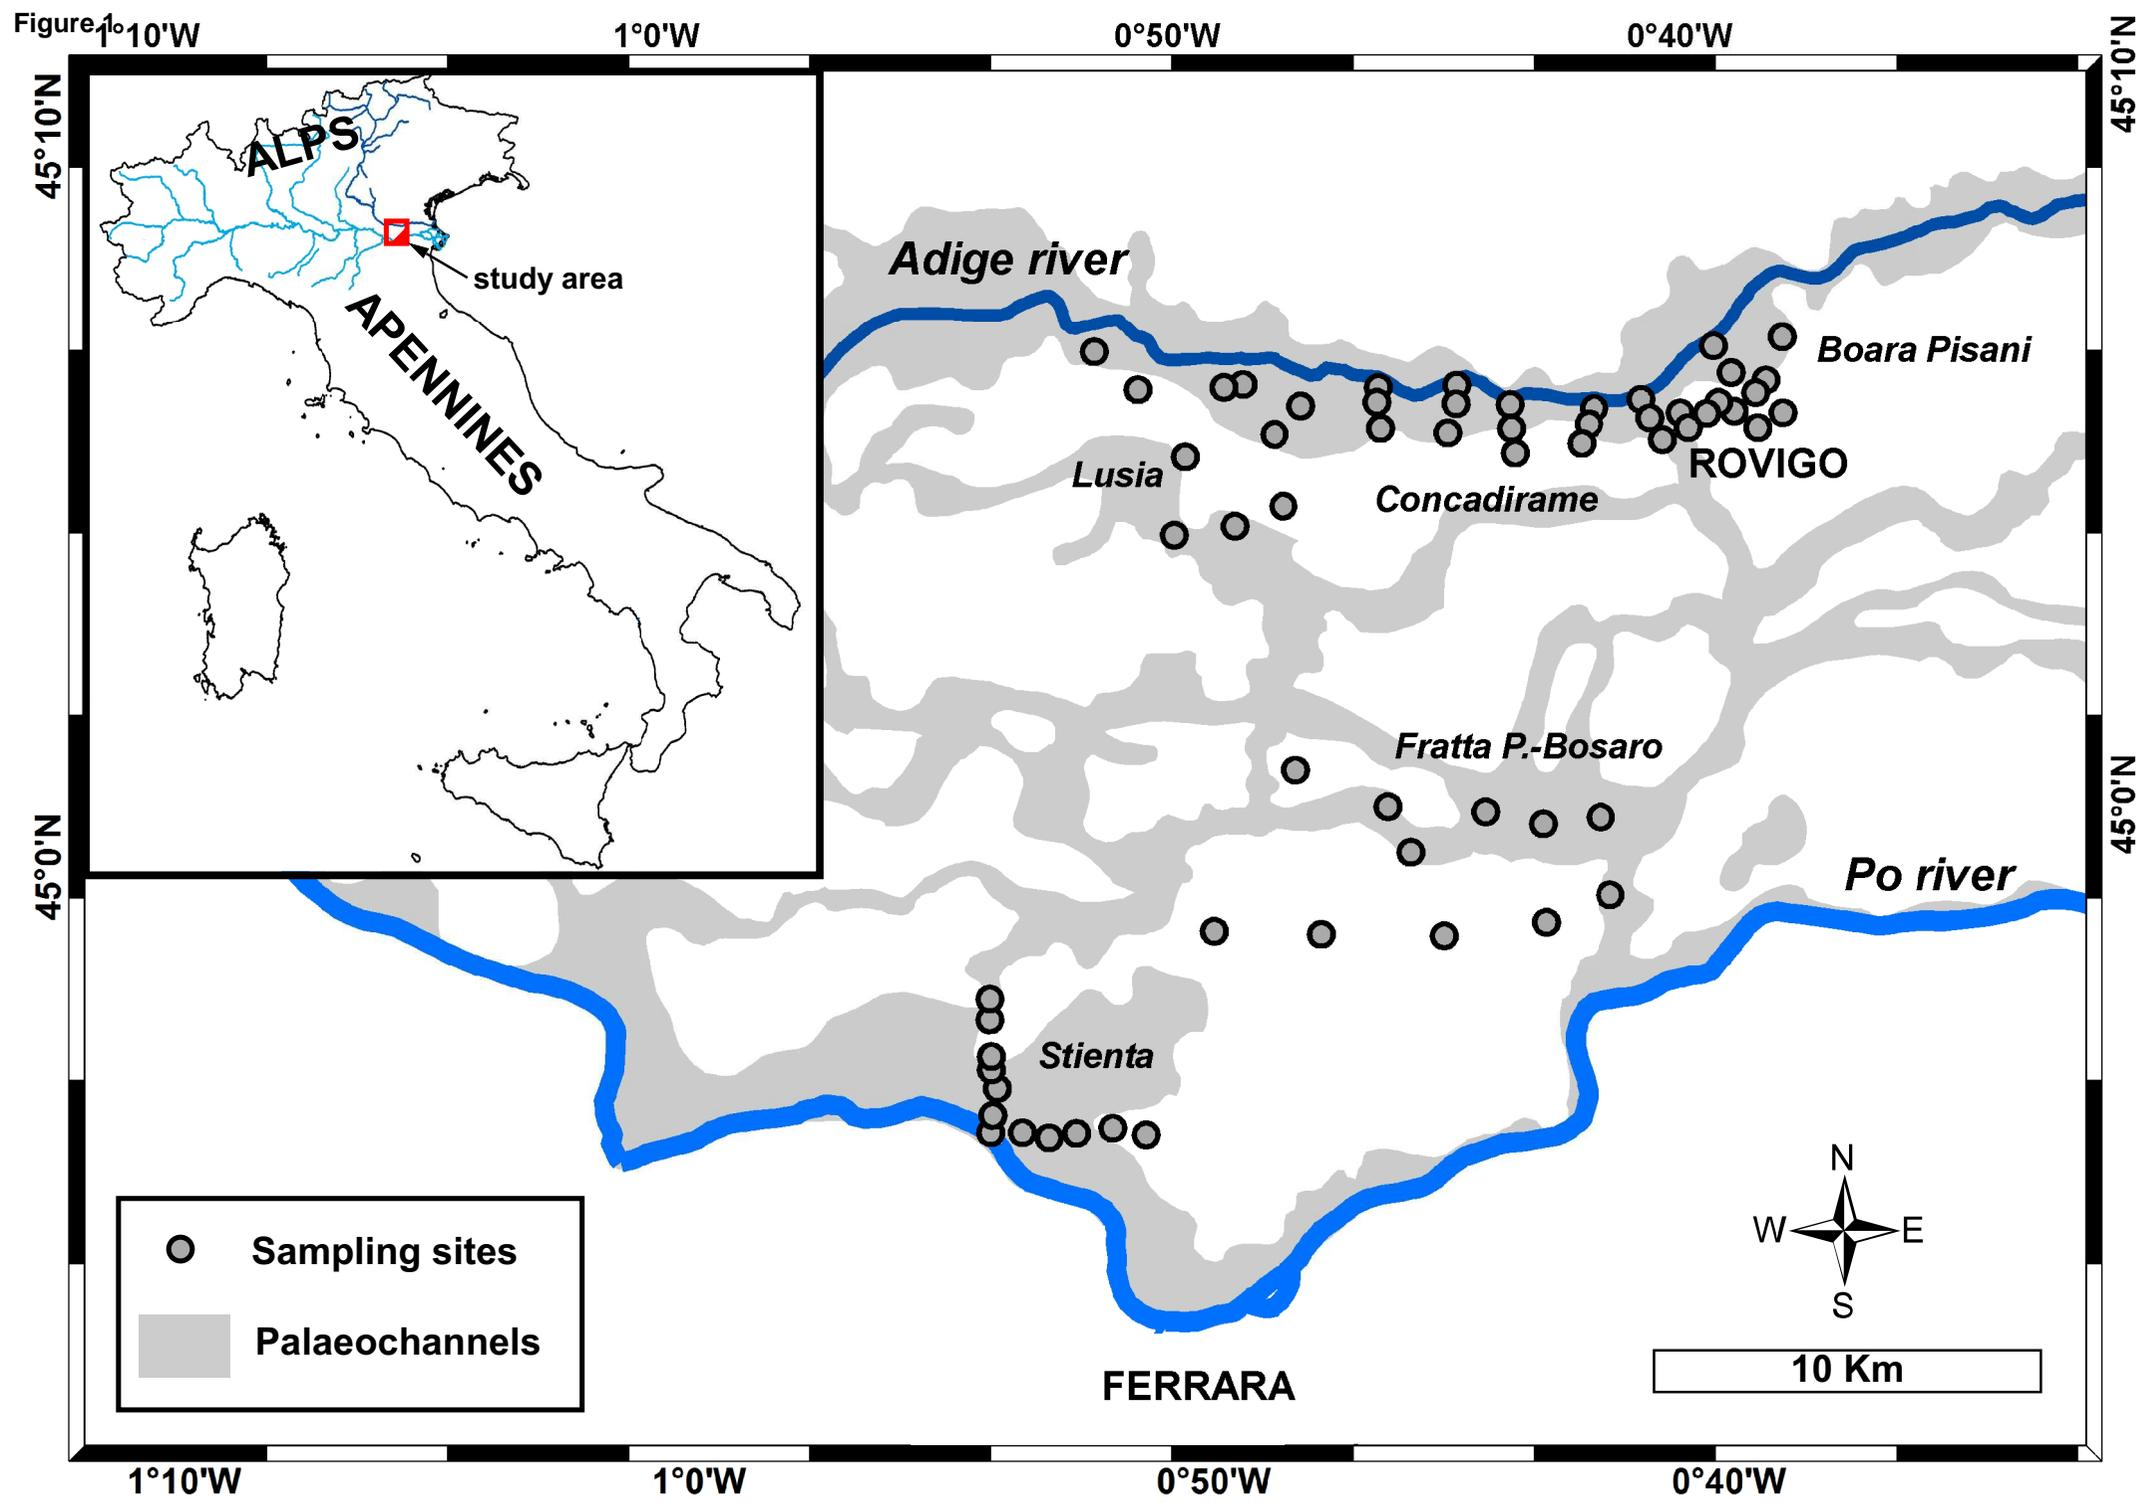 Figure 1
1°10'W
1°0'W
0°50'W
0°40'W
45°10'N
45°10'N
ALPS
study area
APENNINES
Adige river
Boara Pisani
ROVIGO
Lusia
Concadirame
Fratta P.-Bosaro
45°0'N
45°0'N
Po river
Stienta
N
W
E
S
Sampling sites
Palaeochannels
10 Km
FERRARA
1°10'W
1°0'W
0°50'W
0°40'W